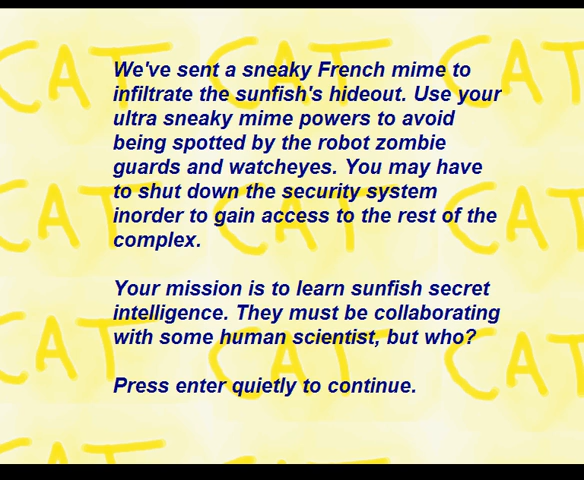 CAT CAT CAT CAT
We've sent a sneaky French mime to
infiltrate the sunfish's hideout. Use your
ultra sneaky mime powers to avoid
being spotted by the robot zombie
guards and watcheyes. You may have
CAT CAT CAT
to shut down the security system
inorder to gain access to the rest of the
complex.
Your mission is to learn sunfish secret
intelligence. They must be collaborating
CAT CAT CAT
with some human scientist, but who?
Press enter quietly to continue.
CAT